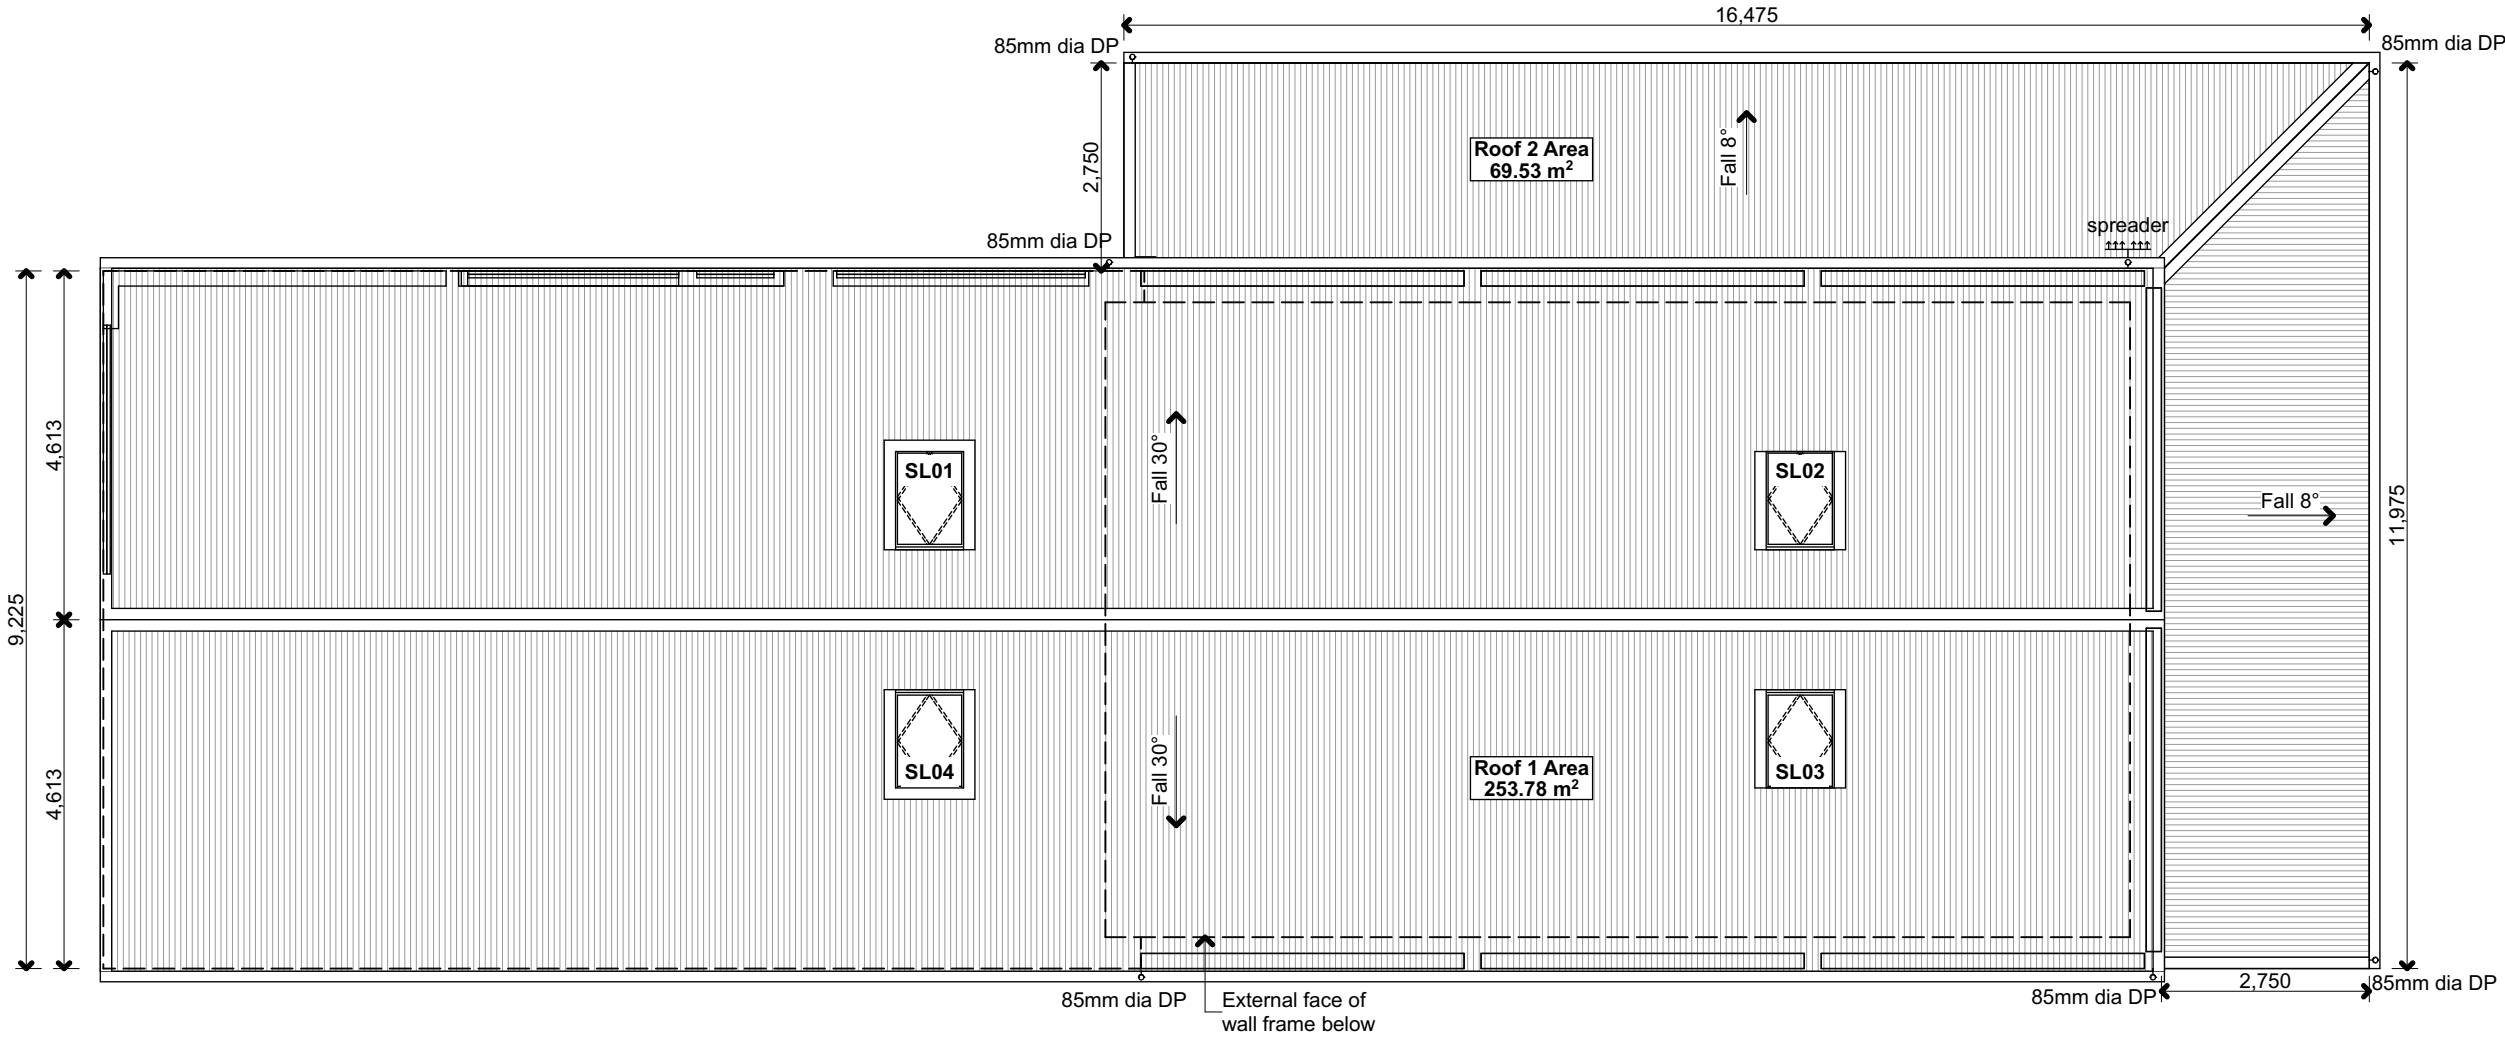 16,475
85mm dia DP
85mm dia DP
2,750
Roof 2 Area
69.53 m²
Fall 8°
spreader
85mm dia DP
4,613
9,225
4,613
SL01
Fall 30°
SL02
Fall 8°
11,975
SL04
Fall 30°
Roof 1 Area
253.78 m²
SL03
85mm dia DP
External face of
wall frame below
85mm dia DP
2,750
85mm dia DP